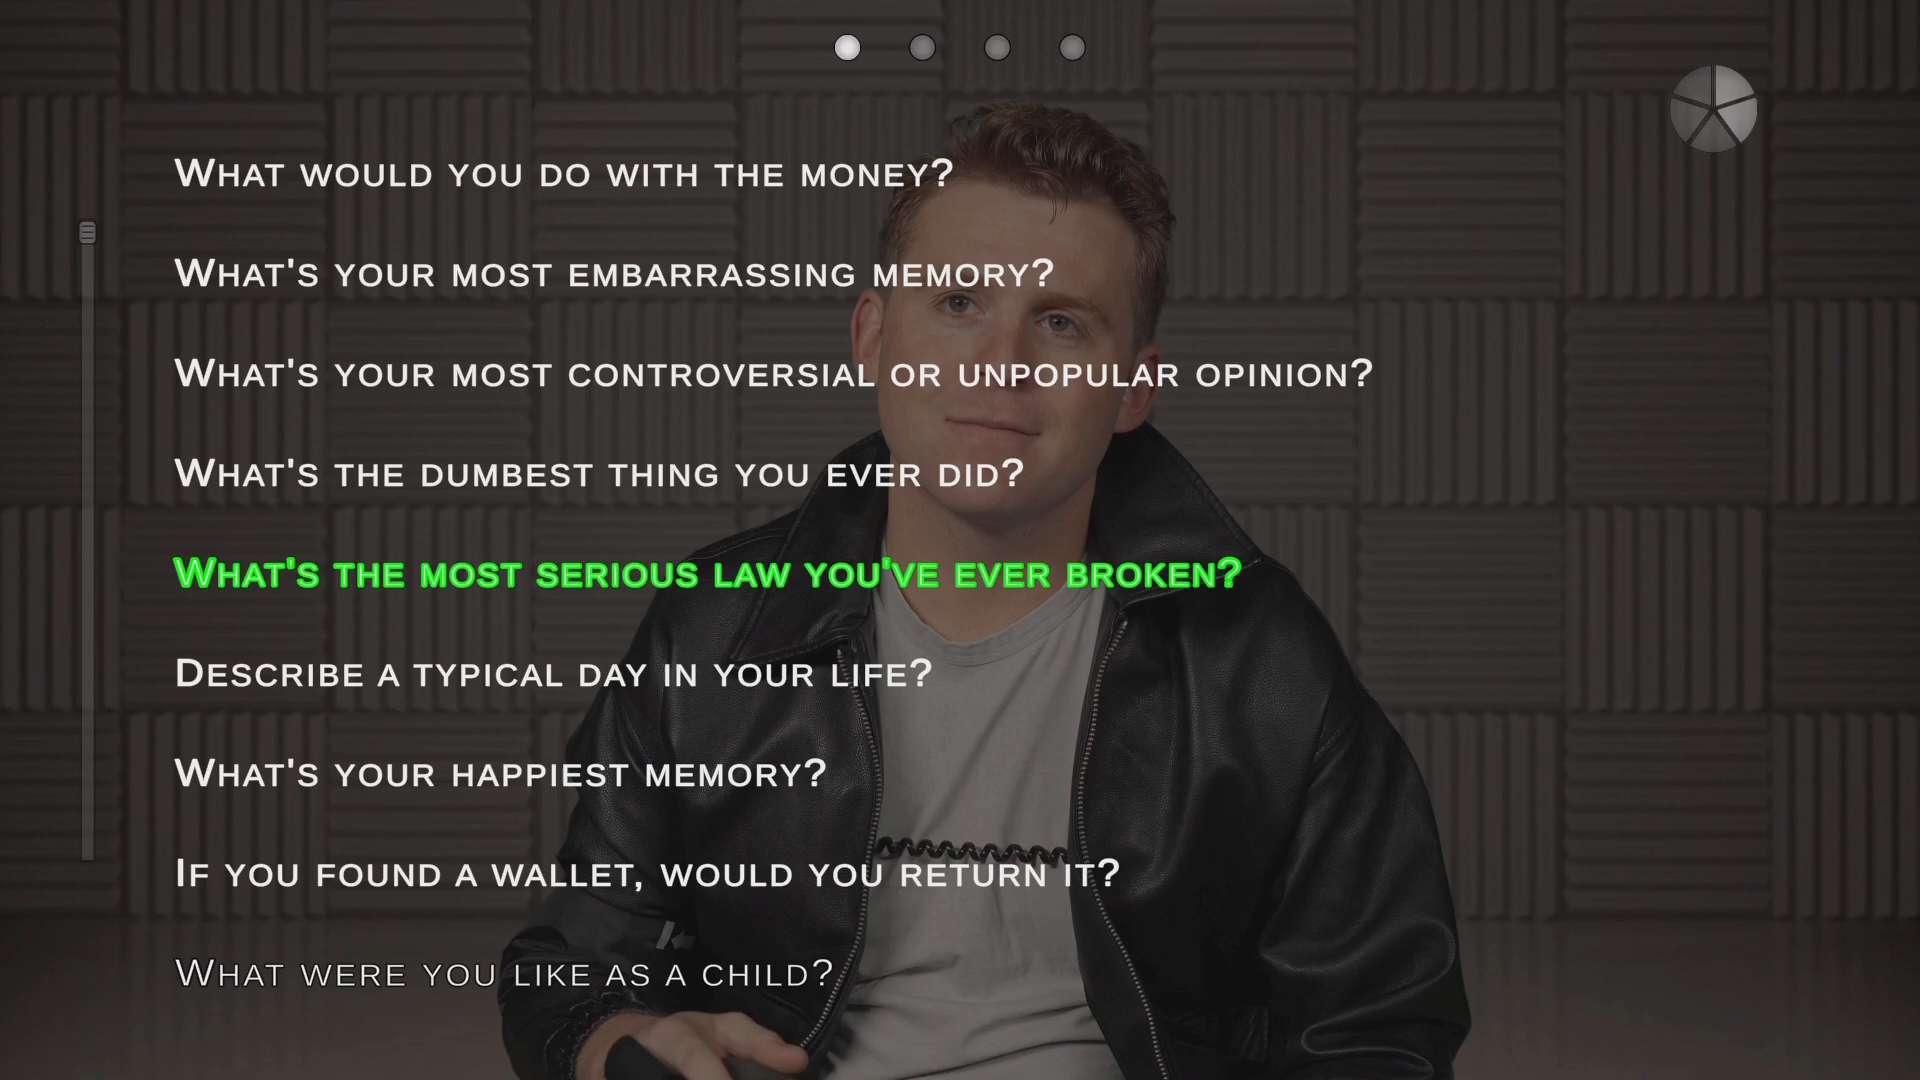 What would you do with the money?
What's your most embarrassing memory?
What's your most controversial or unpopular opinion?
What's the dumbest thing you ever did?
What's the most serious law you've ever broken?
Describe a typical day in your life?
What's your happiest memory?
If you found a wallet, would you return it?
What were you like as a child?